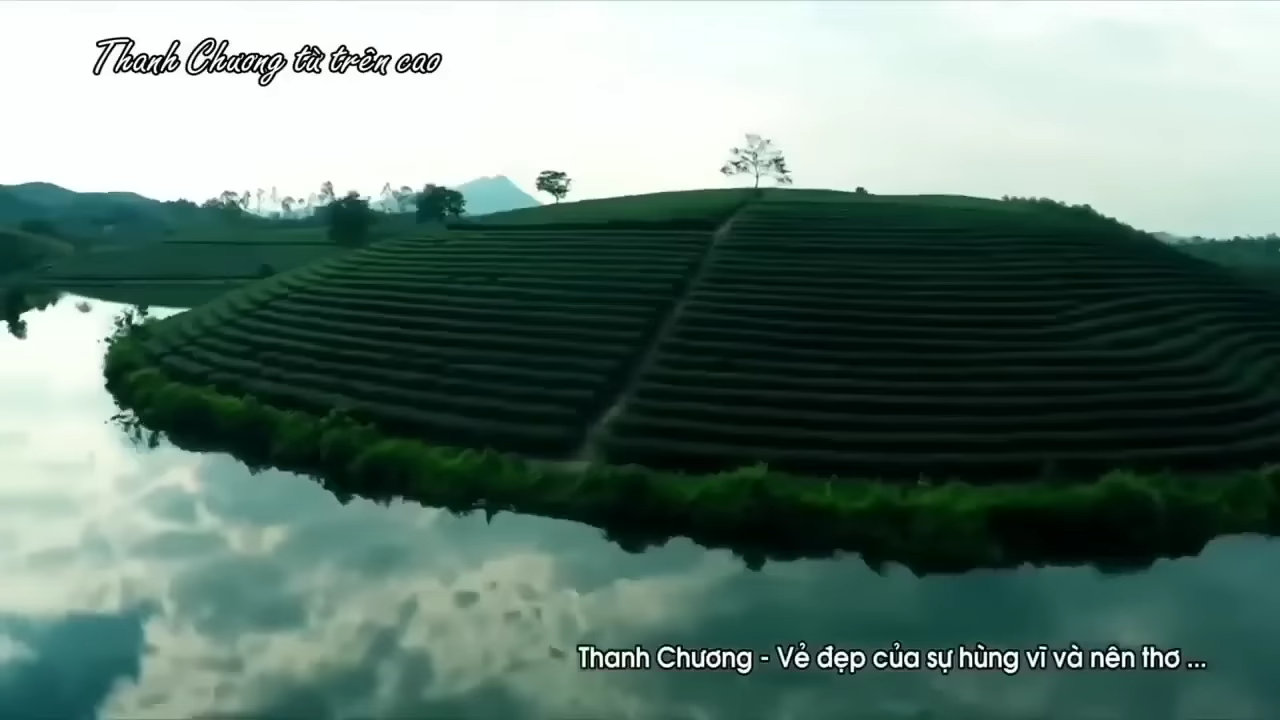 Thanh Chương từ trên cao
Thanh Chương - Vẻ đẹp của sự hùng vĩ và nên thơ ...